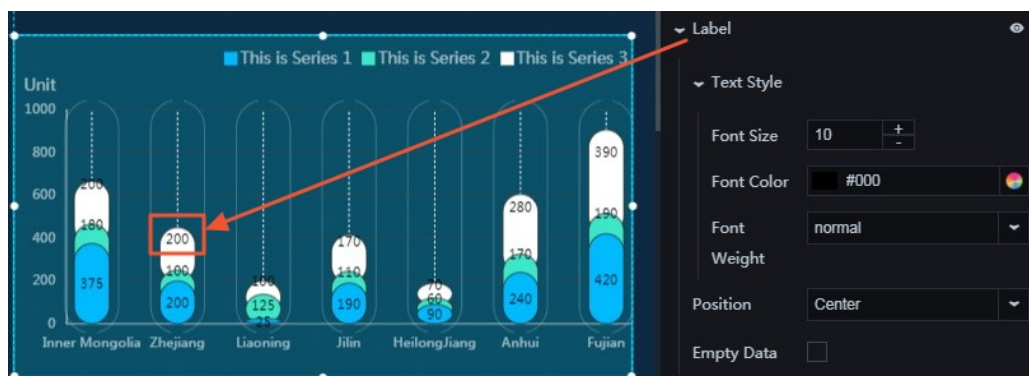 This is Series 1 This is Series 2 This is Series 3
Unit
1000
800
600
400
200
0
200
180
375
200
100
200
100
125
25
170
110
190
70
60
90
280
170
240
390
190
420
Inner Mongolia Zhejiang Liaoning Jilin HeilongJiang Anhui Fujian
Label
Text Style
Font Size 10 + -
Font Color #000
Font Weight normal
Position Center
Empty Data